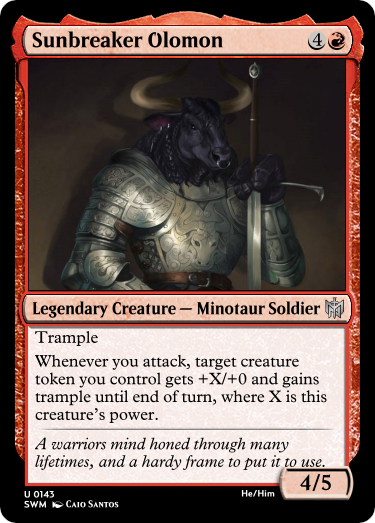 Sunbreaker Olomon 4
Legendary Creature — Minotaur Soldier
Trample
Whenever you attack, target creature
token you control gets +X/+0 and gains
trample until end of turn, where X is this
creature's power.
A warriors mind honed through many
lifetimes, and a hardy frame to put it to use.
4/5
U 0143 He/Him
SWM Caio Santos